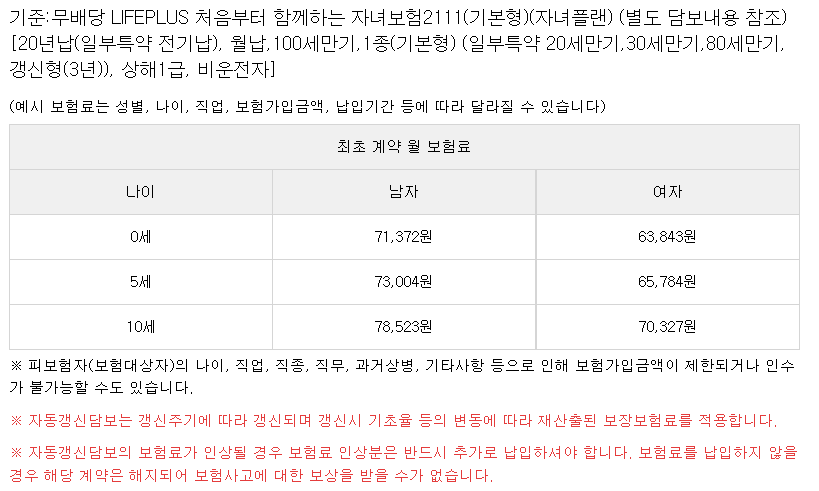 기준:무배당 LIFEPLUS 처음부터 함께하는 자녀보험2111(기본형)(자녀플랜) (별도 담보내용 참조)
[20년납(일부특약 전기납), 월납,100세만기,1종(기본형) (일부특약 20세만기,30세만기,80세만기,
갱신형(3년)), 상해1급, 비운전자]
(예시 보험료는 성별, 나이, 직업, 보험가입금액, 납입기간 등에 따라 달라질 수 있습니다)
최초 계약 월 보험료
나이 남자 여자
0세 71,372원 63,843원
5세 73,004원 65,784원
10세 78,523원 70,327원
※ 피보험자(보험대상자)의 나이, 직업, 직종, 직무, 과거상병, 기타사항 등으로 인해 보험가입금액이 제한되거나 인수
가 불가능할 수도 있습니다.
※ 자동갱신담보는 갱신주기에 따라 갱신되며 갱신시 기초율 등의 변동에 따라 재산출된 보장보험료를 적용합니다.
※ 자동갱신담보의 보험료가 인상될 경우 보험료 인상분은 반드시 추가로 납입하셔야 합니다. 보험료를 납입하지 않을
경우 해당 계약은 해지되어 보험사고에 대한 보상을 받을 수가 없습니다.